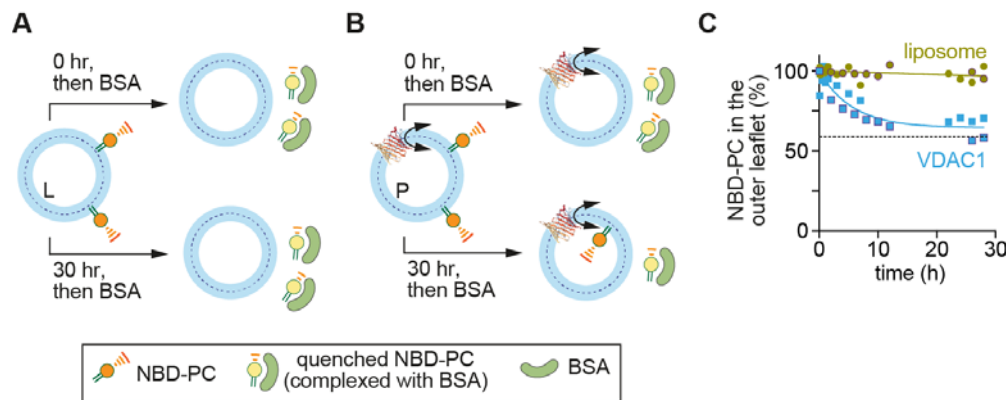 A
0 hr,
then BSA
L
30 hr,
then BSA
B
0 hr,
then BSA
P
30 hr,
then BSA
C
liposome
VDAC1
NBD-PC in the
outer leaflet (%)
100
50
0
0
10
20
30
time (h)
NBD-PC
quenched NBD-PC
(complexed with BSA)
BSA